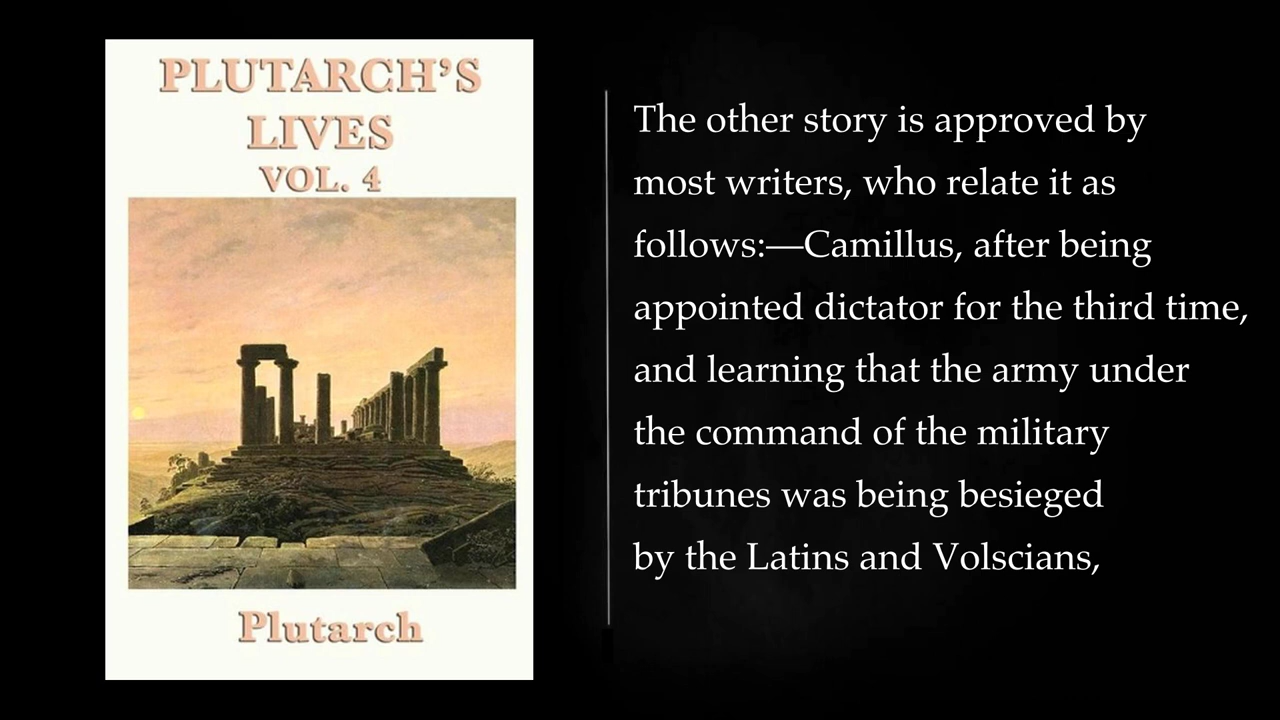 PLUTARCH'S
LIVES
VOL. 4
Plutarch
The other story is approved by
most writers, who relate it as
follows:—Camillus, after being
appointed dictator for the third time,
and learning that the army under
the command of the military
tribunes was being besieged
by the Latins and Volscians,